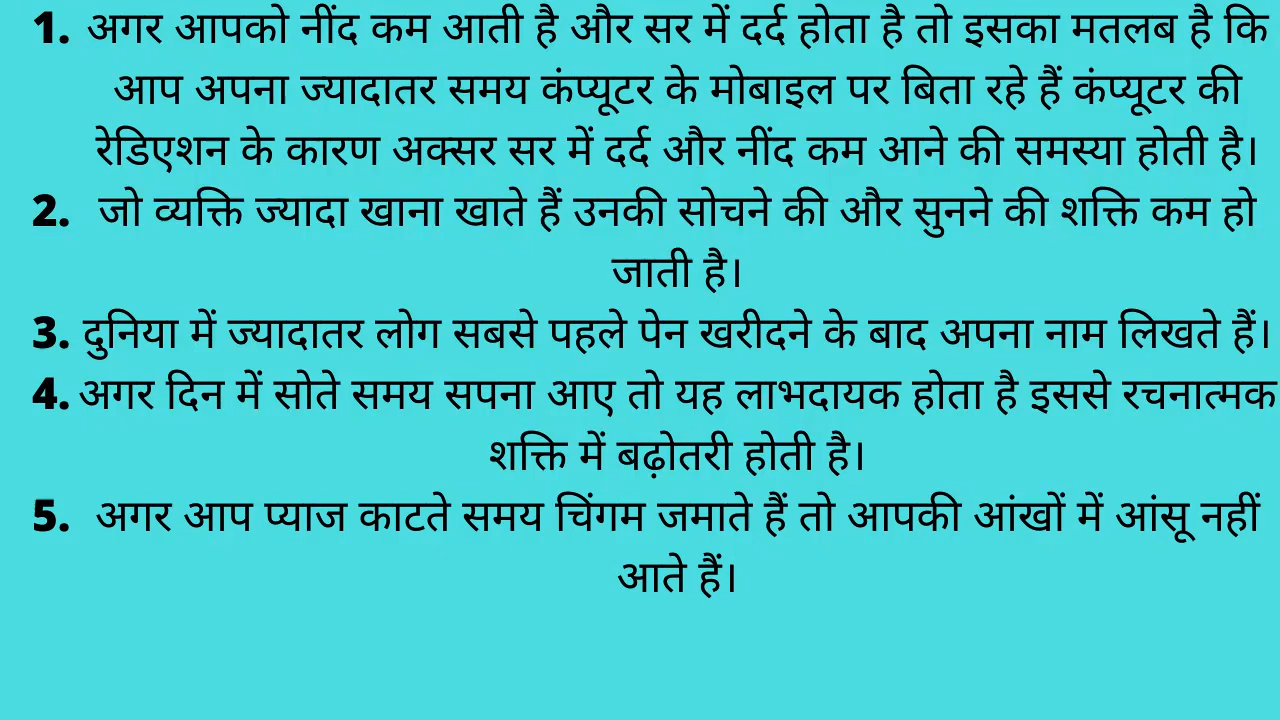 1. अगर आपको नींद कम आती है और सर में दर्द होता है तो इसका मतलब है कि
आप अपना ज्यादातर समय कंप्यूटर के मोबाइल पर बिता रहे हैं कंप्यूटर की
रेडिएशन के कारण अक्सर सर में दर्द और नींद कम आने की समस्या होती है।
2. जो व्यक्ति ज्यादा खाना खाते हैं उनकी सोचने की और सुनने की शक्ति कम हो
जाती है।
3. दुनिया में ज्यादातर लोग सबसे पहले पेन खरीदने के बाद अपना नाम लिखते हैं।
4. अगर दिन में सोते समय सपना आए तो यह लाभदायक होता है इससे रचनात्मक
शक्ति में बढ़ोतरी होती है।
5. अगर आप प्याज काटते समय चिंगम जमाते हैं तो आपकी आंखों में आंसू नहीं
आते हैं।